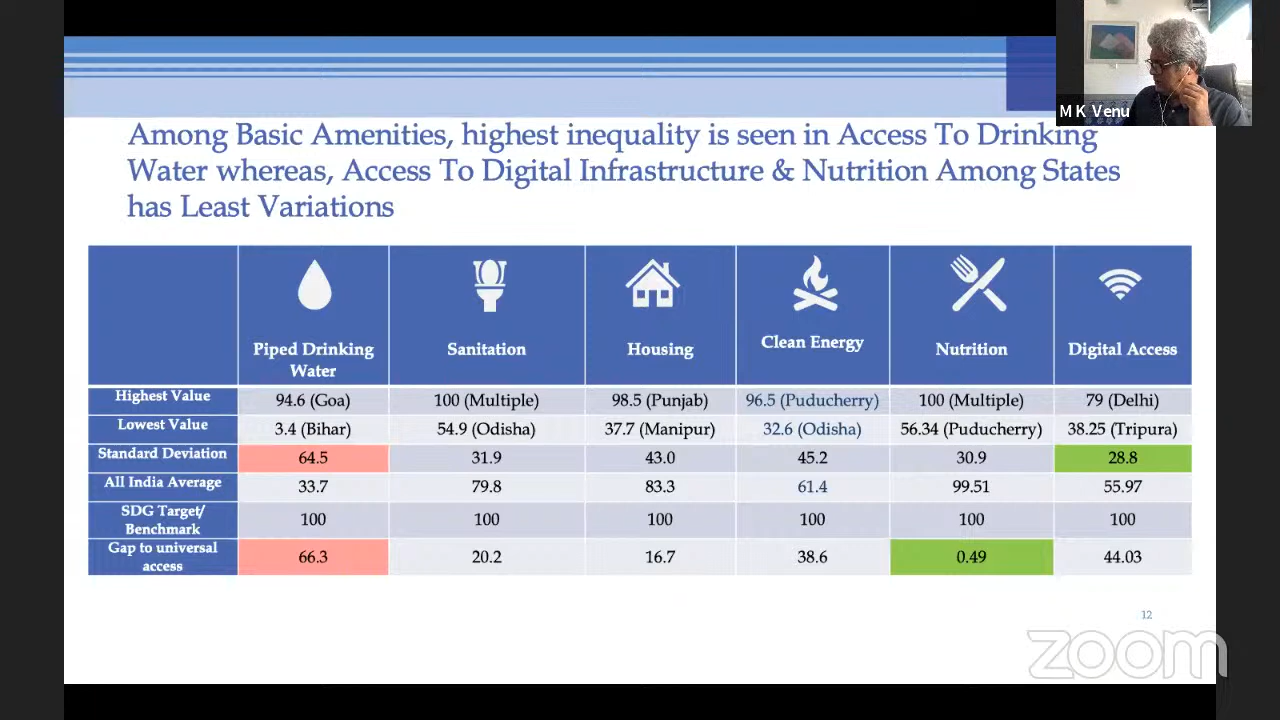 M K Venu
Among Basic Amenities, highest inequality is seen in Access To Drinking
Water whereas, Access To Digital Infrastructure & Nutrition Among States
has Least Variations
Piped Drinking Water Sanitation Housing Clean Energy Nutrition Digital Access
Highest Value 94.6 (Goa) 100 (Multiple) 98.5 (Punjab) 96.5 (Puducherry) 100 (Multiple) 79 (Delhi)
Lowest Value 3.4 (Bihar) 54.9 (Odisha) 37.7 (Manipur) 32.6 (Odisha) 56.34 (Puducherry) 38.25 (Tripura)
Standard Deviation 64.5 31.9 43.0 45.2 30.9 28.8
All India Average 33.7 79.8 83.3 61.4 99.51 55.97
SDG Target/ Benchmark 100 100 100 100 100 100
Gap to universal access 66.3 20.2 16.7 38.6 0.49 44.03
12
zoom